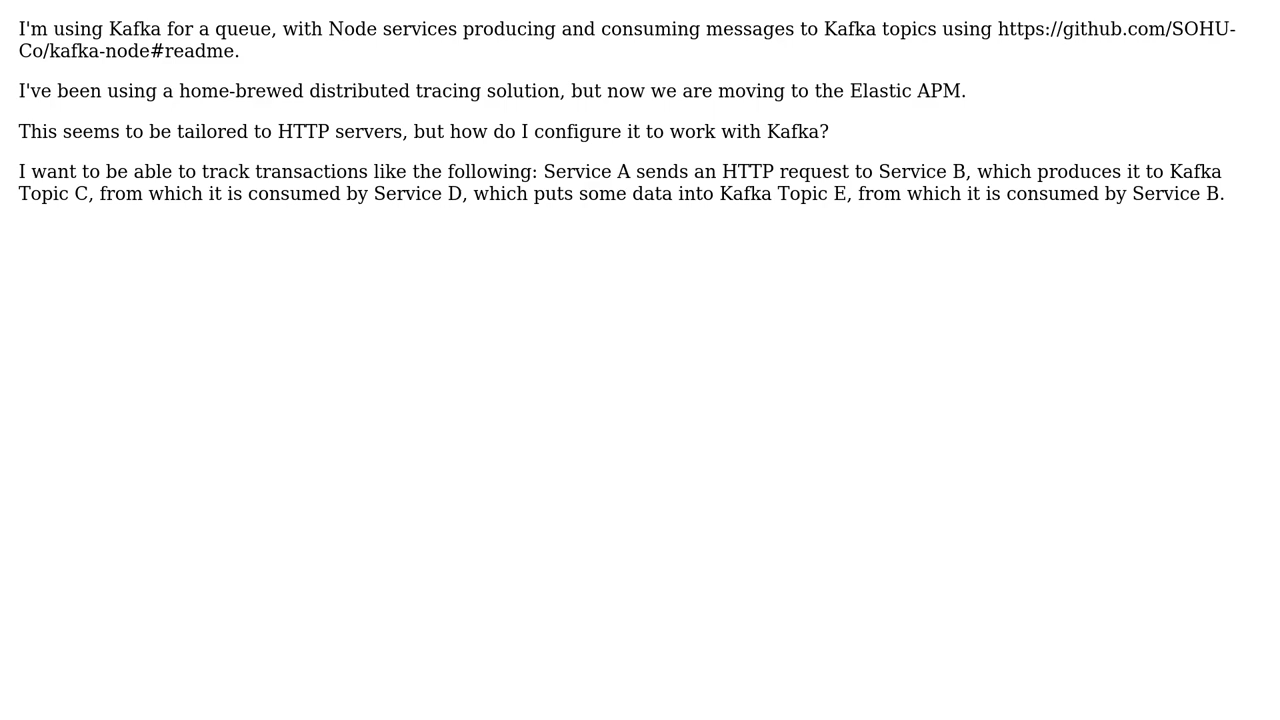 I'm using Kafka for a queue, with Node services producing and consuming messages to Kafka topics using https://github.com/SOHU-
Co/kafka-node#readme.
I've been using a home-brewed distributed tracing solution, but now we are moving to the Elastic APM.
This seems to be tailored to HTTP servers, but how do I configure it to work with Kafka?
I want to be able to track transactions like the following: Service A sends an HTTP request to Service B, which produces it to Kafka
Topic C, from which it is consumed by Service D, which puts some data into Kafka Topic E, from which it is consumed by Service B.